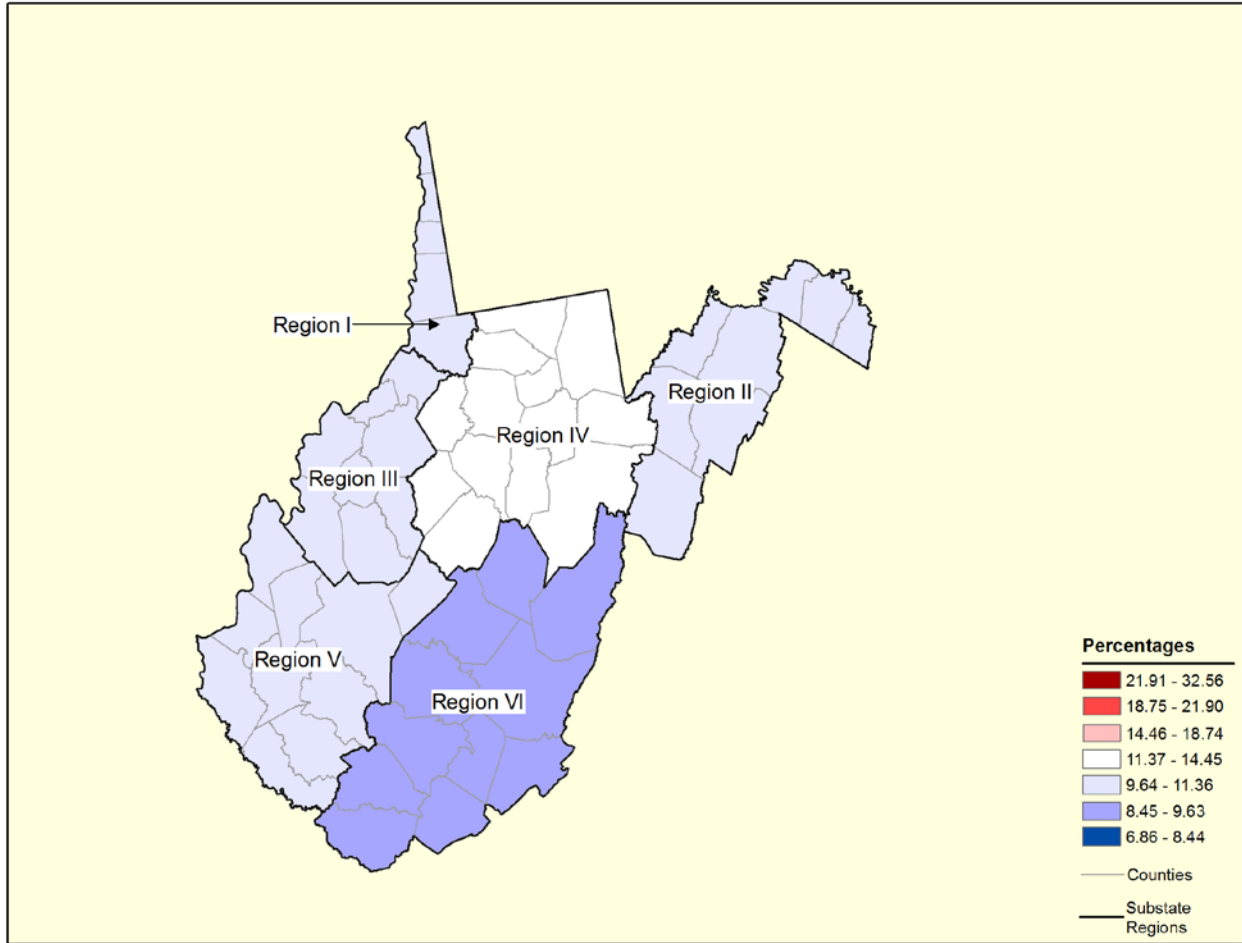 Region I
Region II
Region IV
Region III
Region V
Region VI
Percentages
21.91 - 32.56
18.75 - 21.90
14.46 - 18.74
11.37 - 14.45
9.64 - 11.36
8.45 - 9.63
6.86 - 8.44
Counties
Substate
Regions